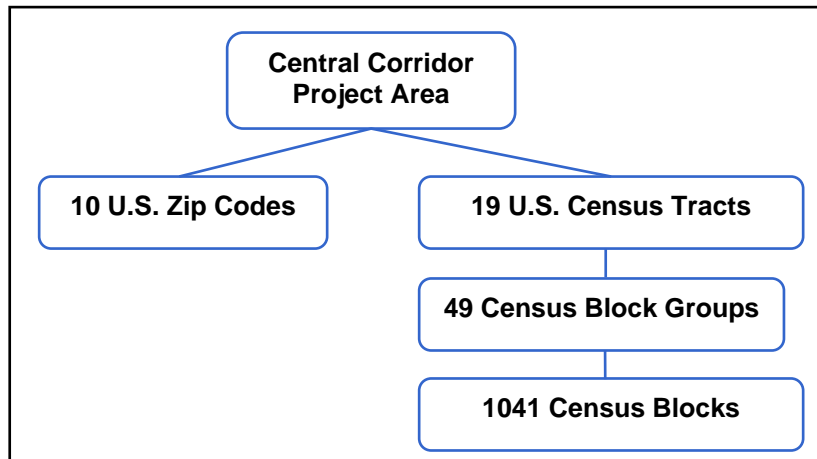 Central Corridor
Project Area
10 U.S. Zip Codes
19 U.S. Census Tracts
49 Census Block Groups
1041 Census Blocks